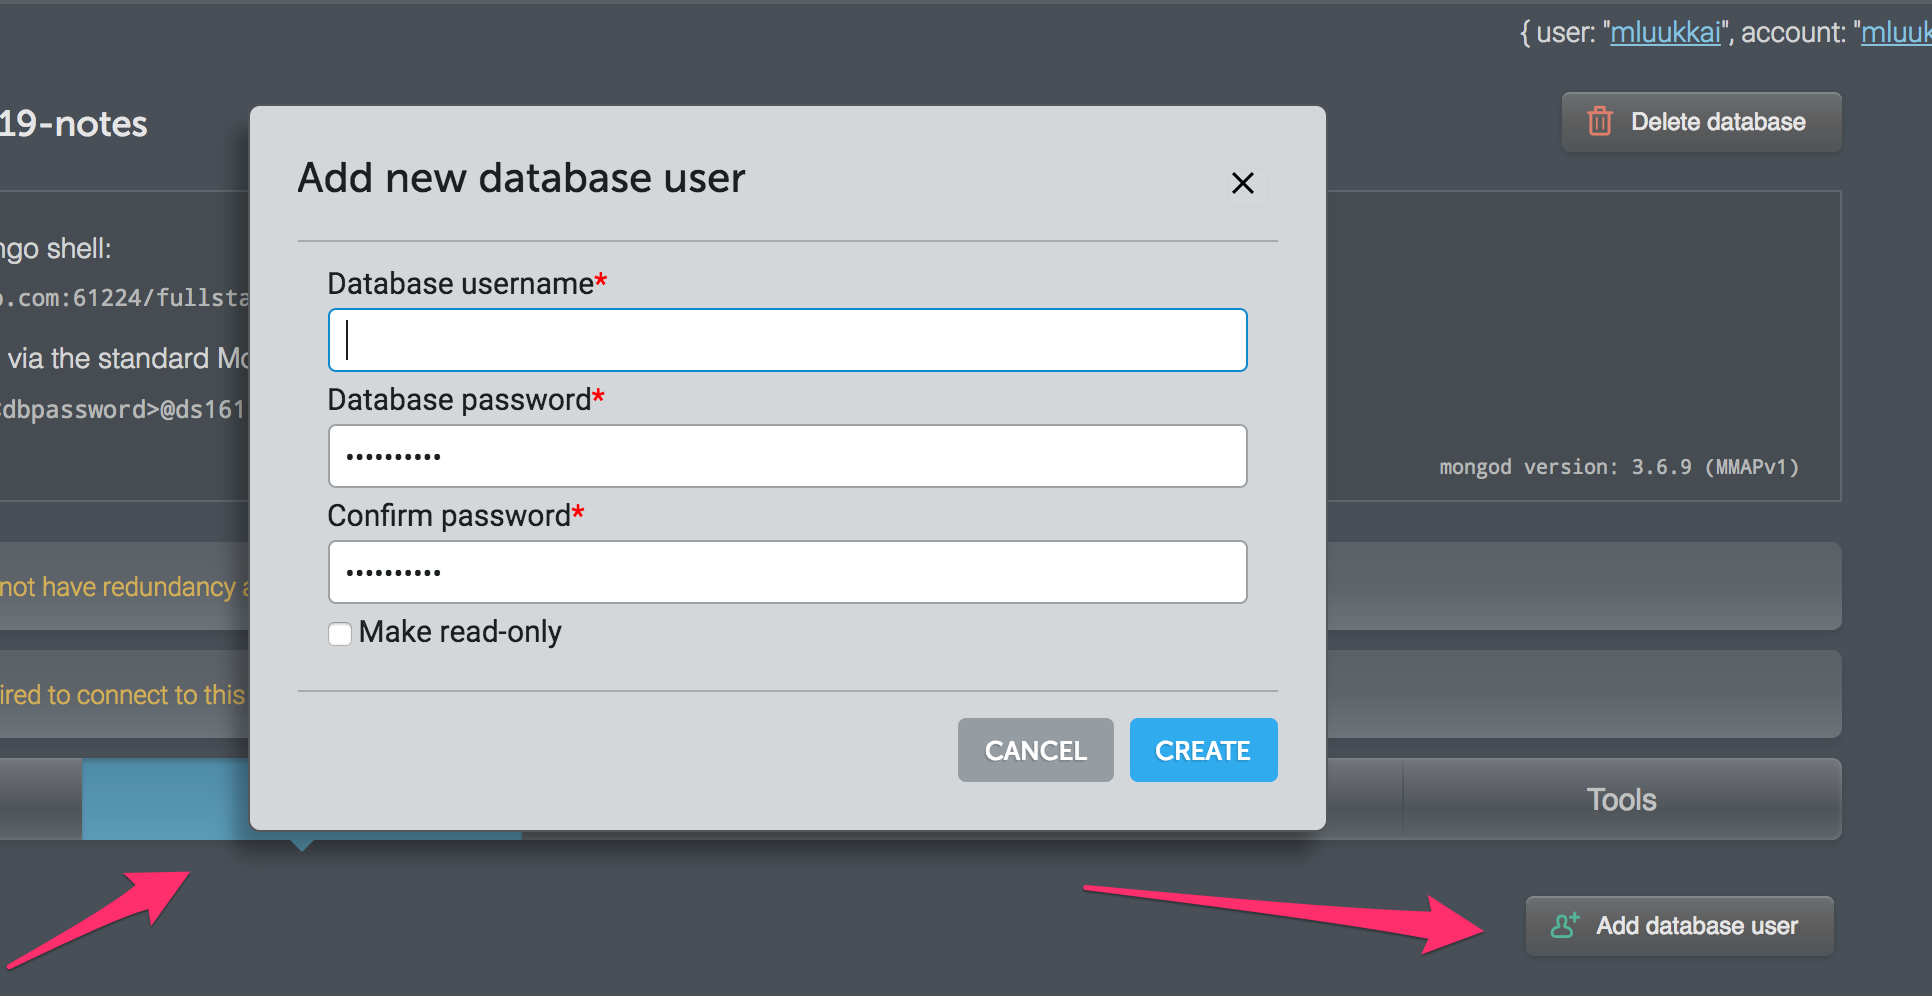 { user: "mluukkai", account: "mluuk
19-notes
Delete database
Add new database user
go shell:
.com:61224/fullsta
via the standard Mo
dbpassword>@ds161
Database username*
Database password*
••••••••••
Confirm password*
••••••••••
Make read-only
mongod version: 3.6.9 (MMAPv1)
not have redundancy a
ired to connect to this
CANCEL
CREATE
Tools
Add database user